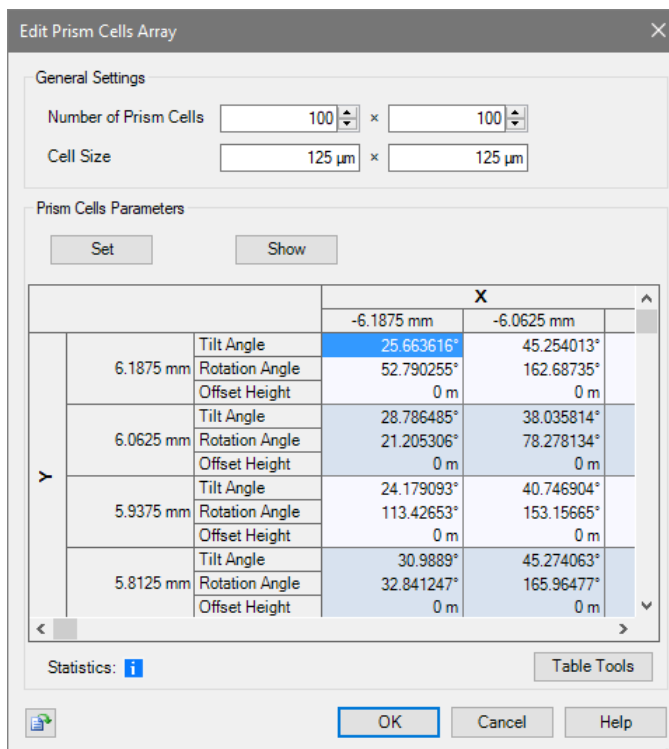 Edit Prism Cells Array
General Settings
Number of Prism Cells 100 × 100
Cell Size 125 µm × 125 µm
Prism Cells Parameters
Set Show
X
-6.1875 mm -6.0625 mm
Y
6.1875 mm Tilt Angle 25.663616° 45.254013°
Rotation Angle 52.790255° 162.68735°
Offset Height 0 m 0 m
6.0625 mm Tilt Angle 28.786485° 38.035814°
Rotation Angle 21.205306° 78.278134°
Offset Height 0 m 0 m
5.9375 mm Tilt Angle 24.179093° 40.746904°
Rotation Angle 113.42653° 153.15665°
Offset Height 0 m 0 m
5.8125 mm Tilt Angle 30.9889° 45.274063°
Rotation Angle 32.841247° 165.96477°
Offset Height 0 m 0 m
Statistics: i Table Tools
OK Cancel Help